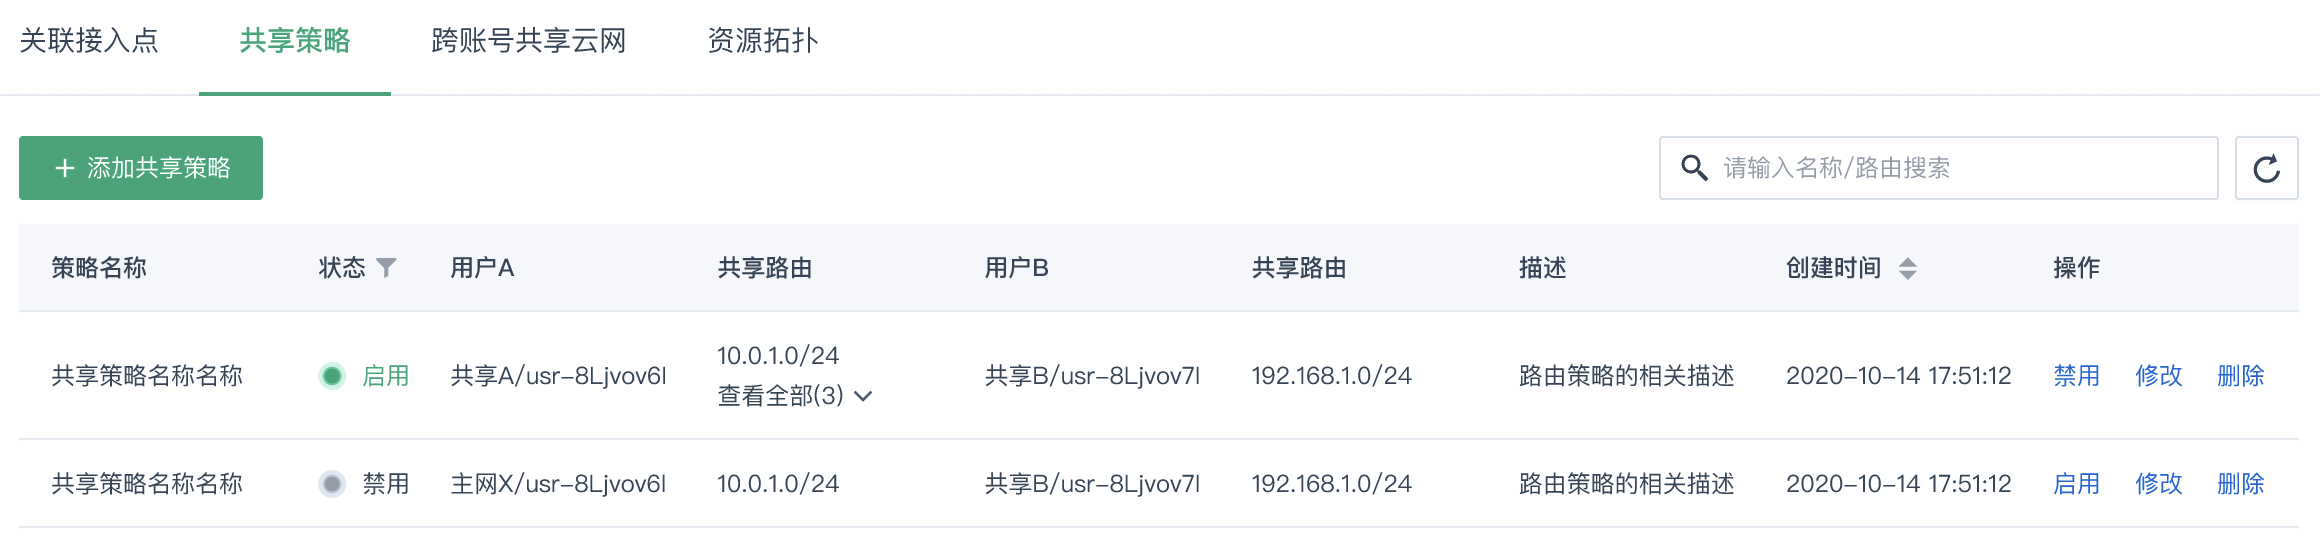 关联接入点 共享策略 跨账号共享云网 资源拓扑
添加共享策略 请输入名称/路由搜索
策略名称 状态 用户A 共享路由 用户B 共享路由 描述 创建时间 操作
共享策略名称名称 启用 共享A/usr-8Ljvov6l 10.0.1.0/24 共享B/usr-8Ljvov7l 192.168.1.0/24 路由策略的相关描述 2020-10-14 17:51:12 禁用 修改 删除
查看全部(3)
共享策略名称名称 禁用 主网X/usr-8Ljvov6l 10.0.1.0/24 共享B/usr-8Ljvov7l 192.168.1.0/24 路由策略的相关描述 2020-10-14 17:51:12 启用 修改 删除